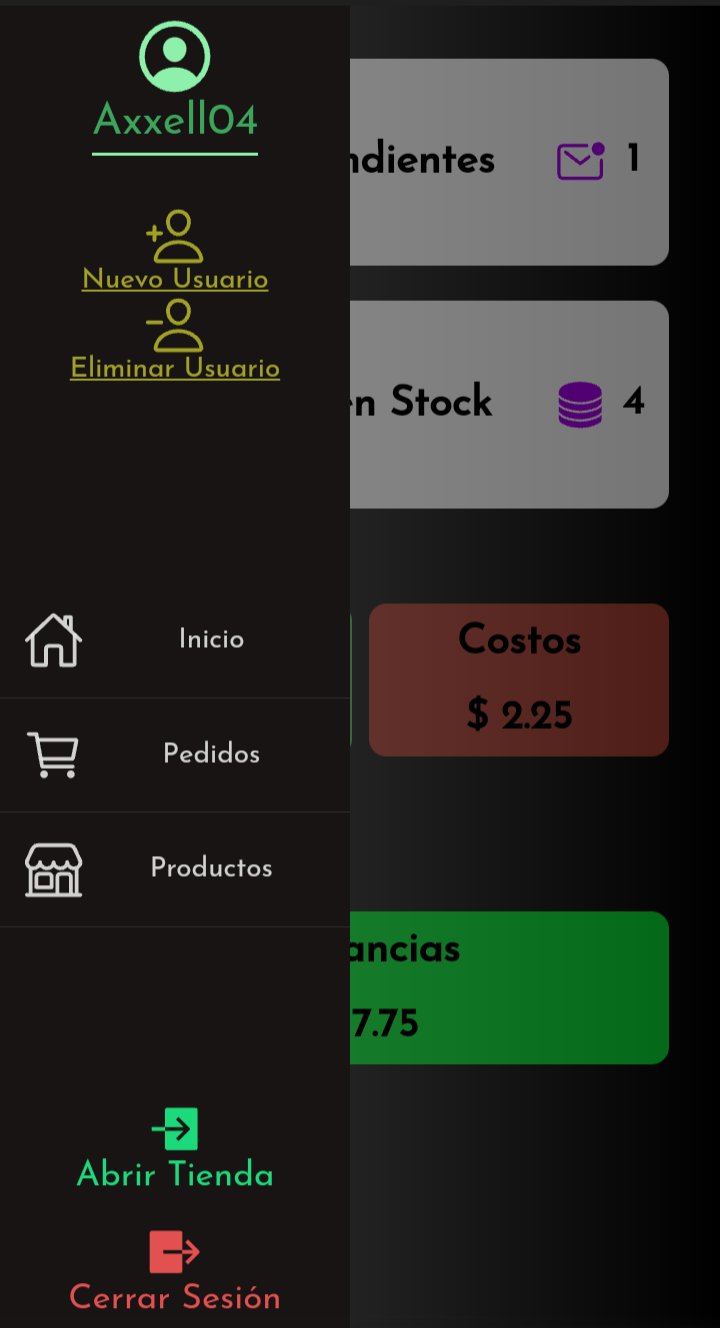 Axxell04
Nuevo Usuario
Eliminar Usuario
Inicio
Pedidos
Productos
Abrir Tienda
Cerrar Sesión
ndientes 1
en Stock 4
Costos
$ 2.25
ancias
7.75